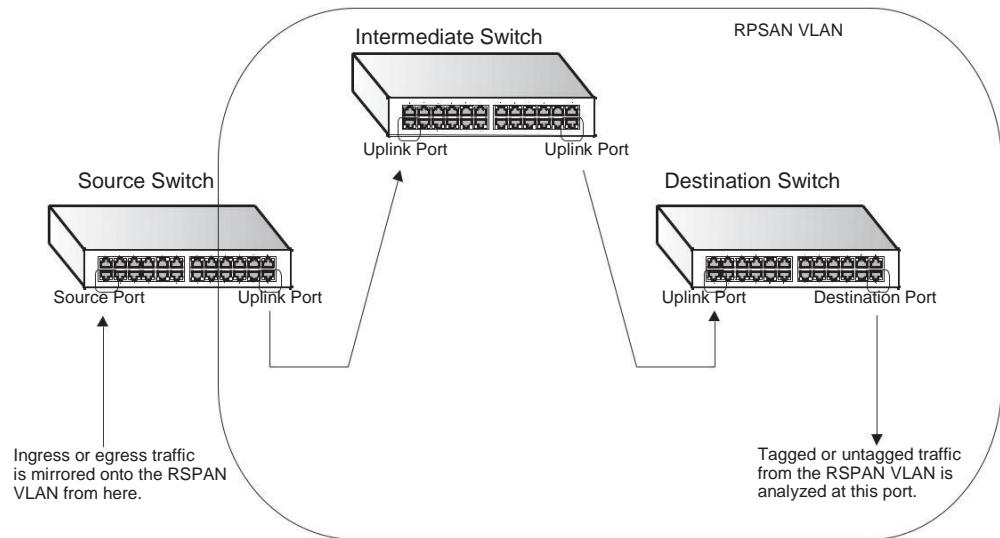 RPSAN VLAN
Intermediate Switch
Uplink Port
Uplink Port
Source Switch
Destination Switch
Source Port
Uplink Port
Uplink Port
Destination Port
Ingress or egress traffic
is mirrored onto the RSPAN
VLAN from here.
Tagged or untagged traffic
from the RSPAN VLAN is
analyzed at this port.